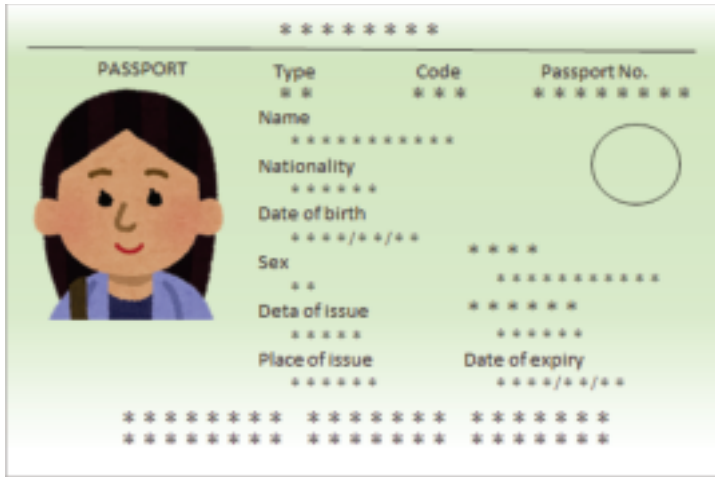 ********
PASSPORT Type Code Passport No.
** *** ********
Name
***********
Nationality
******
Date of birth
****/**/**
Sex ****
** ***********
Deta of issue ******
***** ******
Place of issue Date of expiry
****** ****/**/**
******** ******* *******
******** ******* *******